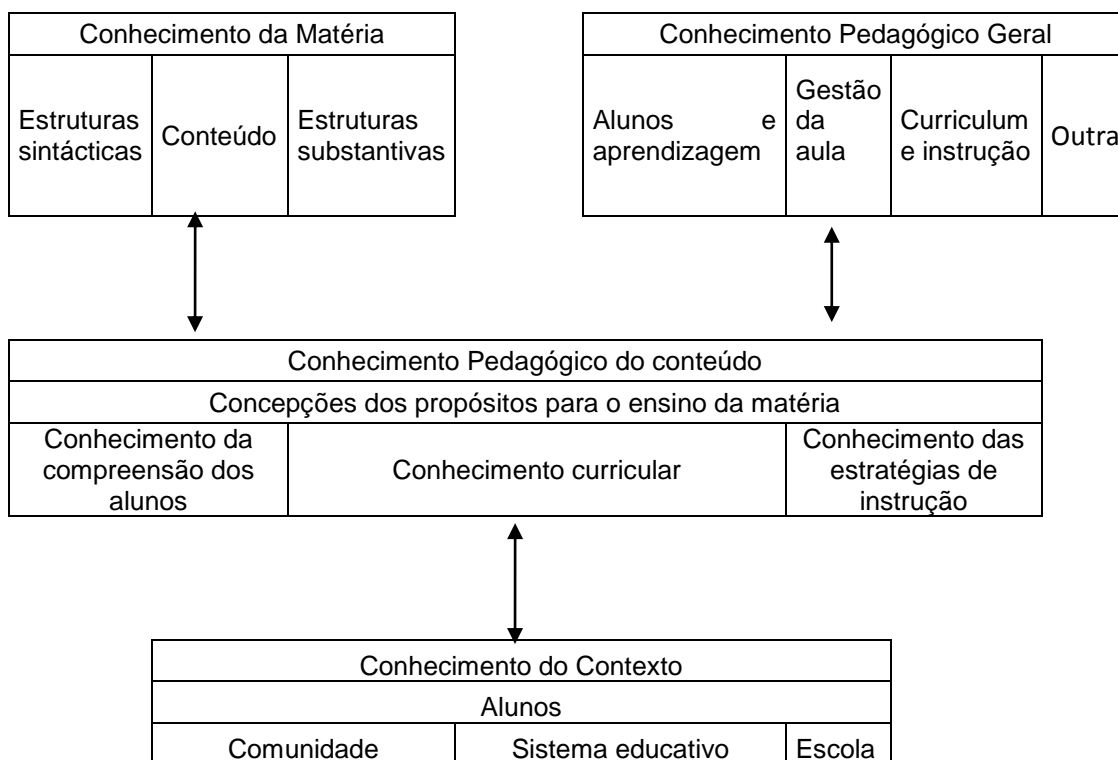 Conhecimento da Matéria
Estruturas
sintácticas
Conteúdo
Estruturas
substantivas
Conhecimento Pedagógico Geral
Alunos e
aprendizagem
Gestão
da
aula
Curriculum
e instrução
Outra
Conhecimento Pedagógico do conteúdo
Concepções dos propósitos para o ensino da matéria
Conhecimento da
compreensão dos
alunos
Conhecimento curricular
Conhecimento das
estratégias de
instrução
Conhecimento do Contexto
Alunos
Comunidade
Sistema educativo
Escola